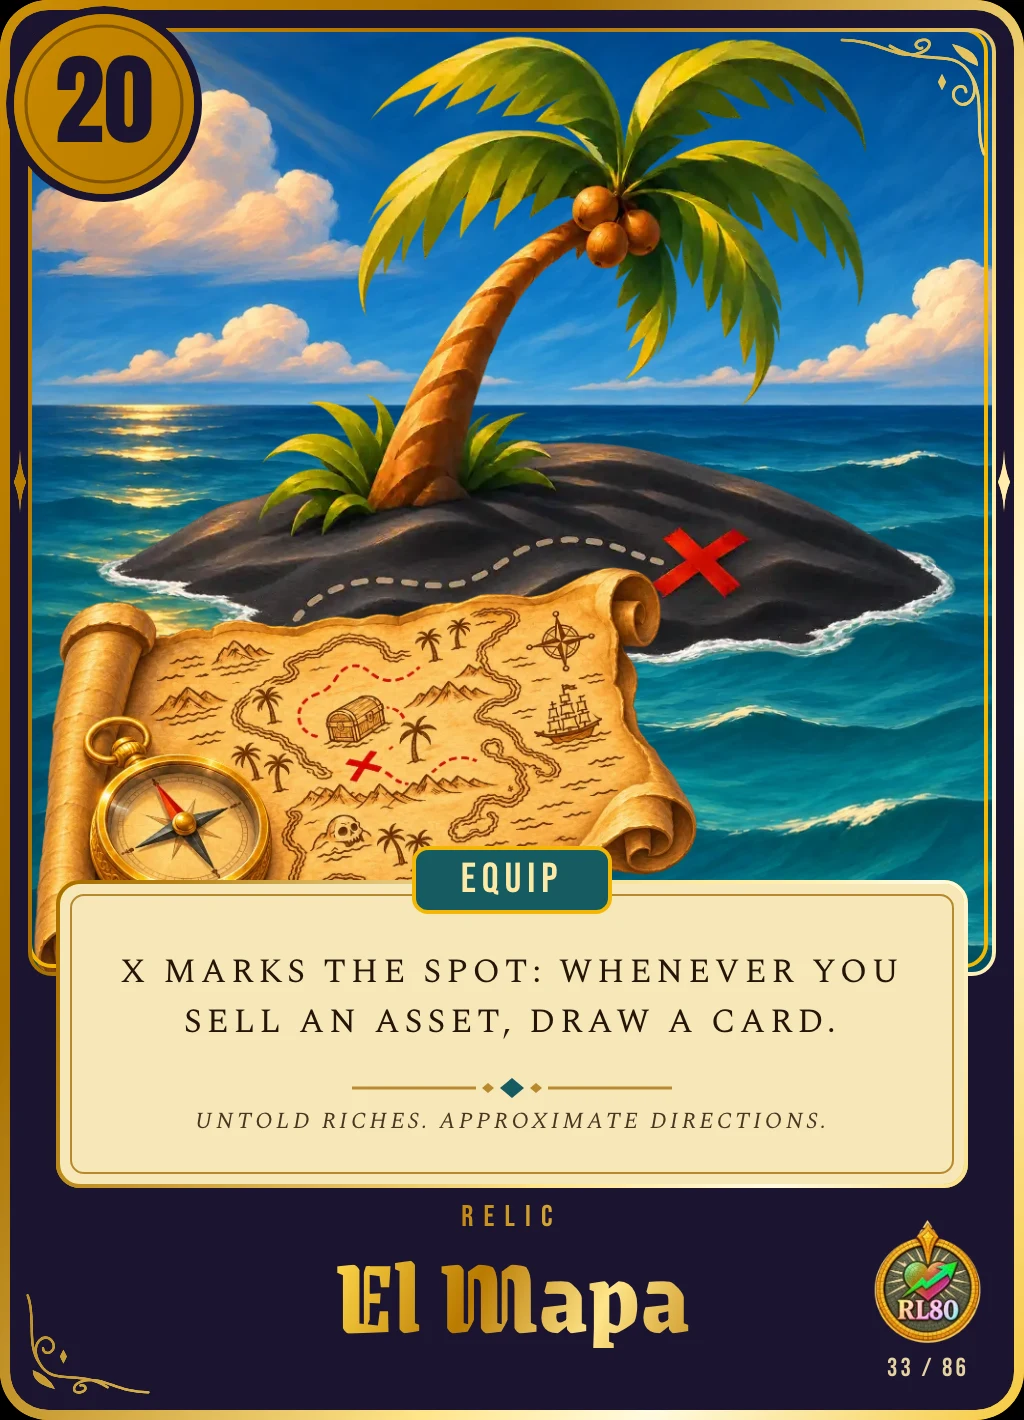 20
EQUIP
X MARKS THE SPOT: WHENEVER YOU
SELL AN ASSET, DRAW A CARD.
UNTOLD RICHES. APPROXIMATE DIRECTIONS.
RELIC
El Mapa
RL80
33 / 86